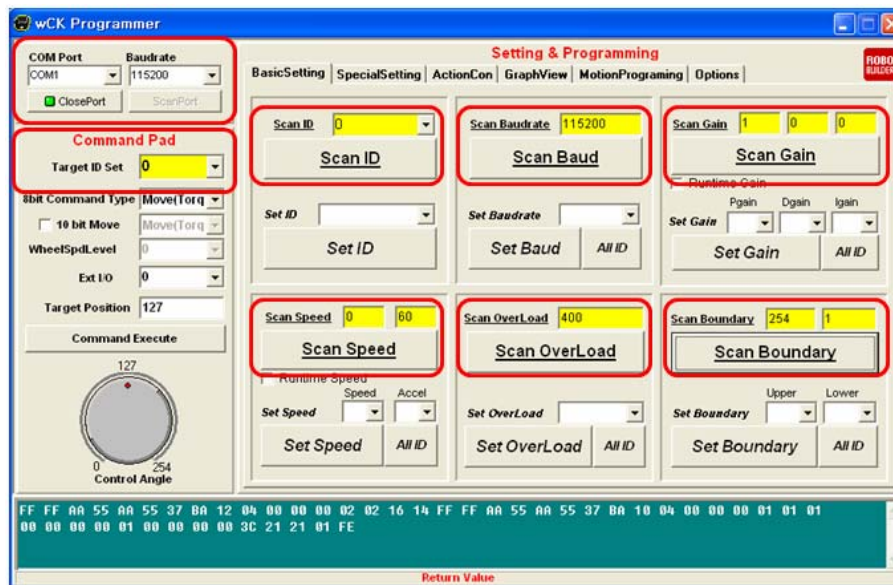 wCK Programmer
COM Port Baudrate
COM1 115200
ClosePort ScanPort
Command Pad
Target ID Set 0
8bit Command Type Move(Torq
10 bit Move Move(Torq
WheelSpdLevel 0
Ext I/O 0
Target Position 127
Command Execute
127
0 254
Control Angle
Setting & Programming
ROBO
BUILDER
BasicSetting SpecialSetting ActionCon GraphView MotionPrograming Options
Scan ID 0
Scan ID
Set ID
Set ID
Scan Baudrate 115200
Scan Baud
Set Baudrate
Set Baud All ID
Scan Gain 1 0 0
Scan Gain
Runtime Gain
Pgain Dgain Igain
Set Gain
Set Gain All ID
Scan Speed 0 60
Scan Speed
Runtime Speed
Speed Accel
Set Speed
Set Speed All ID
Scan OverLoad 400
Scan OverLoad
Set OverLoad
Set OverLoad All ID
Scan Boundary 254 1
Scan Boundary
Upper Lower
Set Boundary
Set Boundary All ID
FF FF AA 55 AA 55 37 BA 12 04 00 00 00 02 02 16 14 FF FF AA 55 AA 55 37 BA 10 04 00 00 00 01 01 01
00 00 00 00 01 00 00 00 00 3C 21 21 01 FE
Return Value